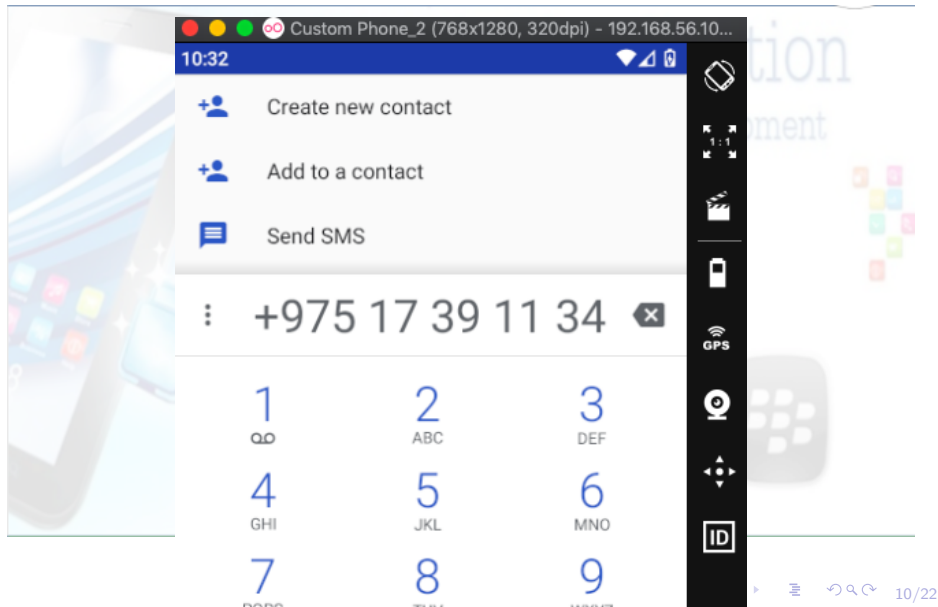 Custom Phone_2 (768x1280, 320dpi) - 192.168.56.10...
10:32
Create new contact
Add to a contact
Send SMS
+975 17 39 11 34
1
2
ABC
3
DEF
4
GHI
5
JKL
6
MNO
7
8
9
1:1
GPS
ID
tion
pment
10/22